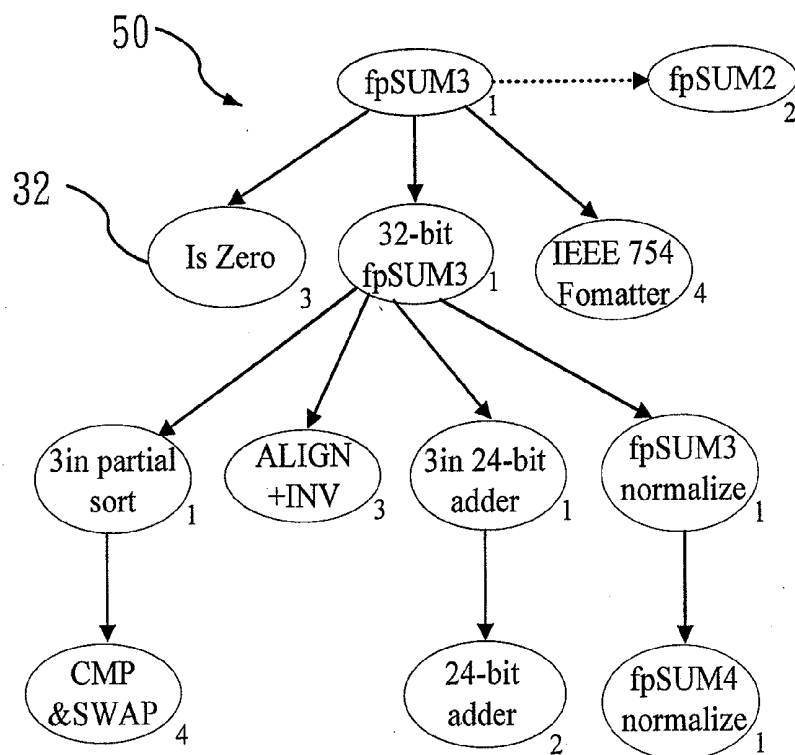 50
fpSUM3
1
fpSUM2
2
32
Is Zero
3
32-bit
fpSUM3
1
IEEE 754
Fomatter
4
3in partial
sort
1
ALIGN
+INV
3
3in 24-bit
adder
1
fpSUM3
normalize
1
CMP
&SWAP
4
24-bit
adder
2
fpSUM4
normalize
1